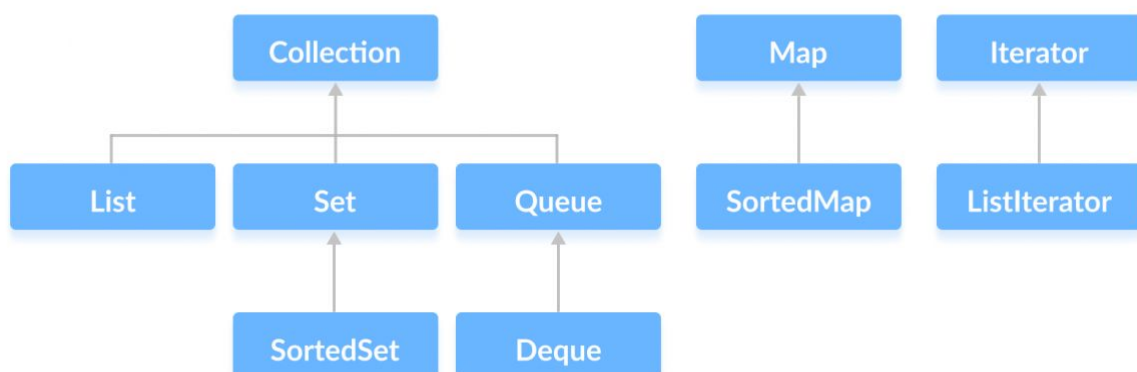 Collection
Map
Iterator
List
Set
Queue
SortedMap
ListIterator
SortedSet
Deque